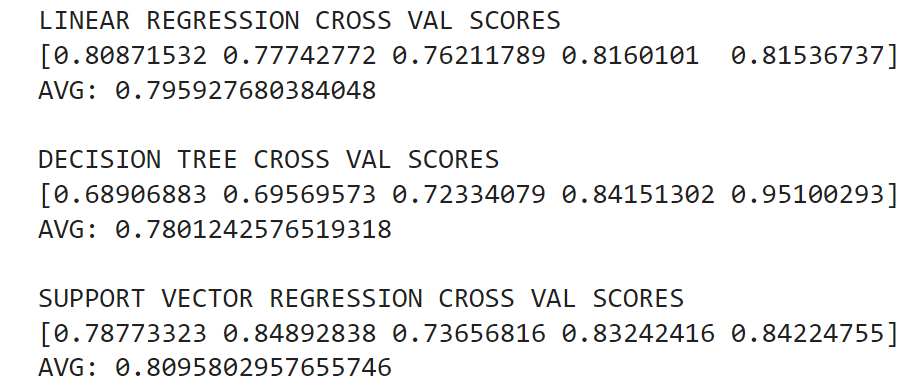 LINEAR REGRESSION CROSS VAL SCORES
[0.80871532 0.77742772 0.76211789 0.8160101  0.81536737]
AVG: 0.795927680384048
DECISION TREE CROSS VAL SCORES
[0.68906883 0.69569573 0.72334079 0.84151302 0.95100293]
AVG: 0.7801242576519318
SUPPORT VECTOR REGRESSION CROSS VAL SCORES
[0.78773323 0.84892838 0.73656816 0.83242416 0.84224755]
AVG: 0.8095802957655746